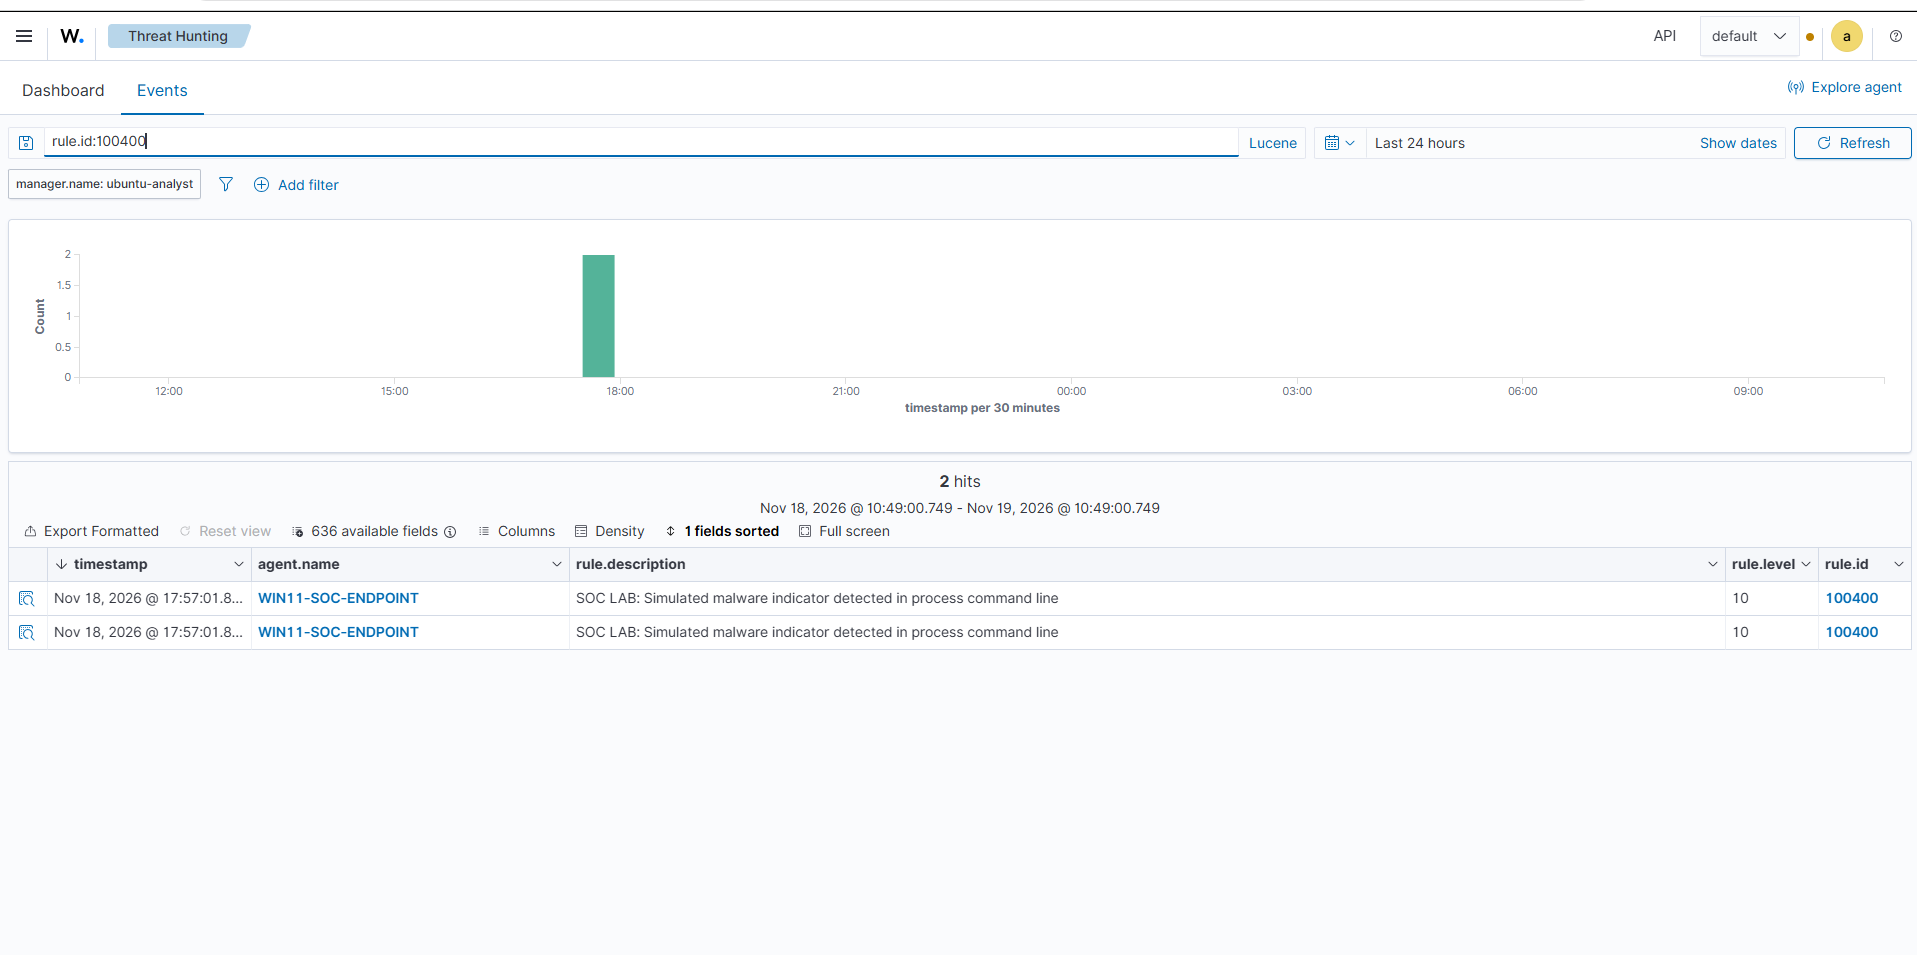 W. Threat Hunting API default a
Dashboard Events Explore agent
rule.id:100400 Lucene Last 24 hours Show dates Refresh
manager.name: ubuntu-analyst Add filter
2
1.5
1
0.5
0
Count
12:00 15:00 18:00 21:00 00:00 03:00 06:00 09:00
timestamp per 30 minutes
2 hits
Nov 18, 2026 @ 10:49:00.749 - Nov 19, 2026 @ 10:49:00.749
Export Formatted Reset view 636 available fields Columns Density 1 fields sorted Full screen
timestamp agent.name rule.description rule.level rule.id
Nov 18, 2026 @ 17:57:01.8... WIN11-SOC-ENDPOINT SOC LAB: Simulated malware indicator detected in process command line 10 100400
Nov 18, 2026 @ 17:57:01.8... WIN11-SOC-ENDPOINT SOC LAB: Simulated malware indicator detected in process command line 10 100400